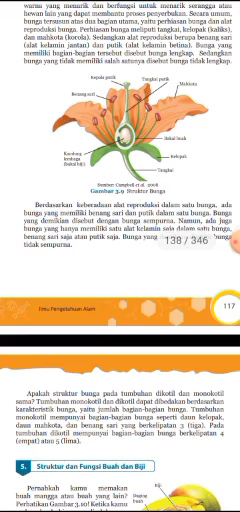 warna yang menarik dan berfungsi untuk menarik serangga atau
hewan lain yang dapat membantu proses penyerbukan. Secara umum,
bunga tersusun atas dua bagian utama, yaitu perhiasan bunga dan alat
reproduksi bunga. Perhiasan bunga meliputi tangkai, kelopak (kaliks),
dan mahkota (korola). Sedangkan alat reproduksi berupa benang sari
(alat kelamin jantan) dan putik (alat kelamin betina). Bunga yang
memiliki bagian-bagian tersebut disebut bunga lengkap. Sedangkan
bunga yang tidak memiliki salah satunya disebut bunga tidak lengkap.
Kepala putik
Tangkai putik
Mahkota
Benang sari
Bakal buah
Kandung
lembaga
(bakal biji)
Kelopak
Tangkai
Sumber: Campbell et al. 2008
Gambar 3.9 Struktur Bunga
Berdasarkan keberadaan alat reproduksi dalam satu bunga, ada
bunga yang memiliki benang sari dan putik dalam satu bunga. Bunga
yang demikian disebut dengan bunga sempurna. Namun, ada juga
bunga yang hanya memiliki satu alat kelamin saja dalam satu bunga,
benang sari saja atau putik saja. Bunga yang
bunga
tidak sempurna.
138 / 346
Ilmu Pengetahuan Alam
117
Apakah struktur bunga pada tumbuhan dikotil dan monokotil
sama? Tumbuhan monokotil dan dikotil dapat dibedakan berdasarkan
karakteristik bunga, yaitu jumlah bagian-bagian bunga. Tumbuhan
monokotil mempunyai bagian-bagian bunga seperti daun kelopak,
daun mahkota, dan benang sari yang berkelipatan 3 (tiga). Pada
tumbuhan dikotil mempunyai bagian-bagian bunga berkelipatan 4
(empat) atau 5 (lima).
5. Struktur dan Fungsi Buah dan Biji
Pernahkah kamu memakan
buah mangga atau buah yang lain?
Perhatikan Gambar 3.10! Ketika kamu
Biji
Daging
buah